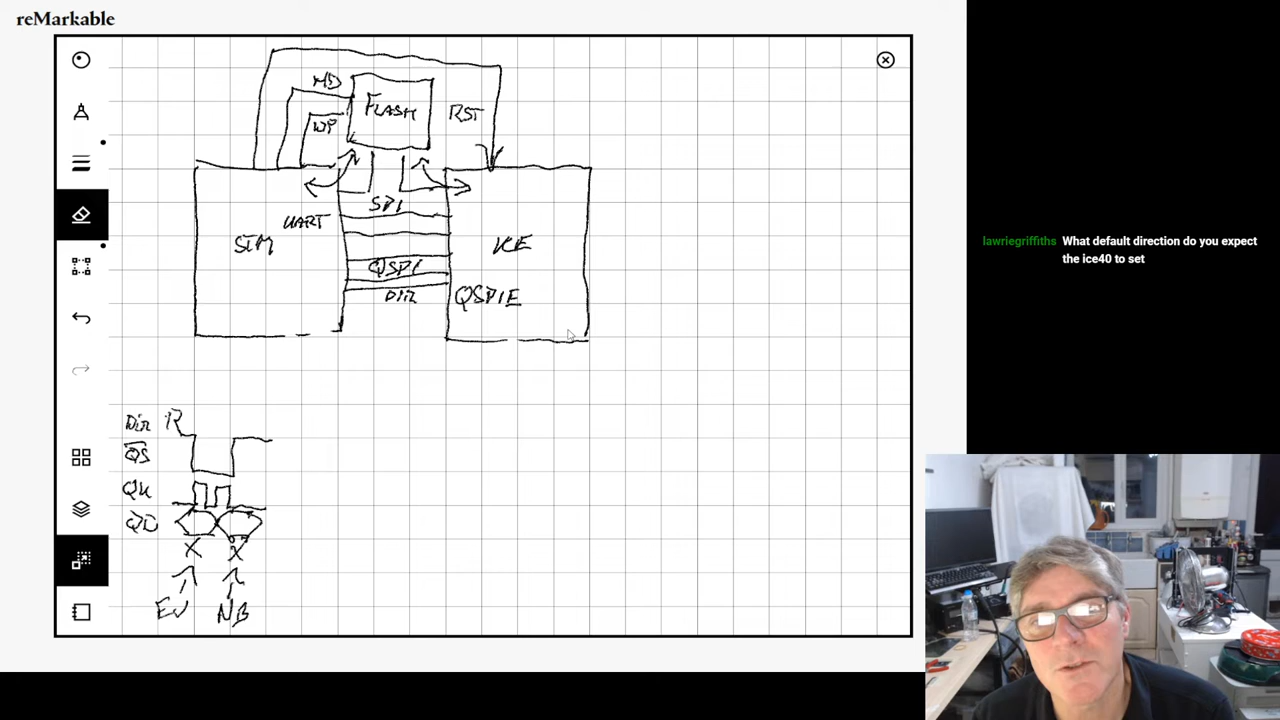 reMarkable
HD
FLASH
RST
WP
SPI
UART
STM
ICE
QSPI
DIR
QSPIE
DIR R
QS
QK
QD
X X
EV NB
lawriegriffiths What default direction do you expect
the ice40 to set